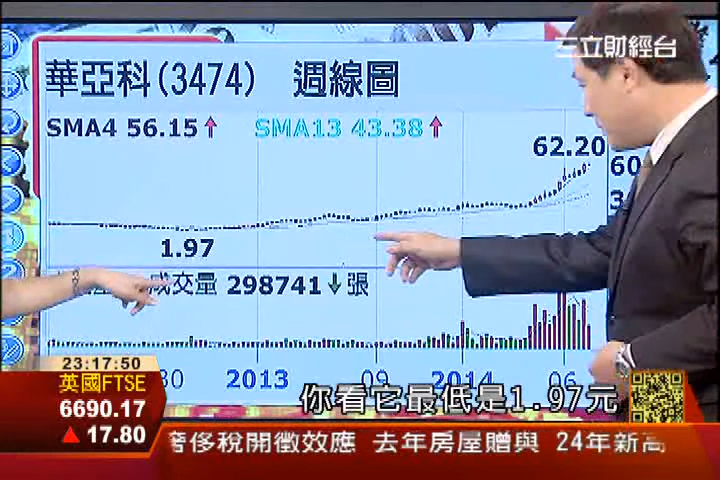 三立財經台
華亞科(3474) 週線圖
SMA4 56.15↑ SMA13 43.38↑
62.20
60
1.97
成交量 298741↓張
2013 09 2014 06
23:17:50
英國FTSE
6690.17
▲17.80
你看它最低是1.97元
奢侈稅開徵效應 去年房屋贈與 24年新高